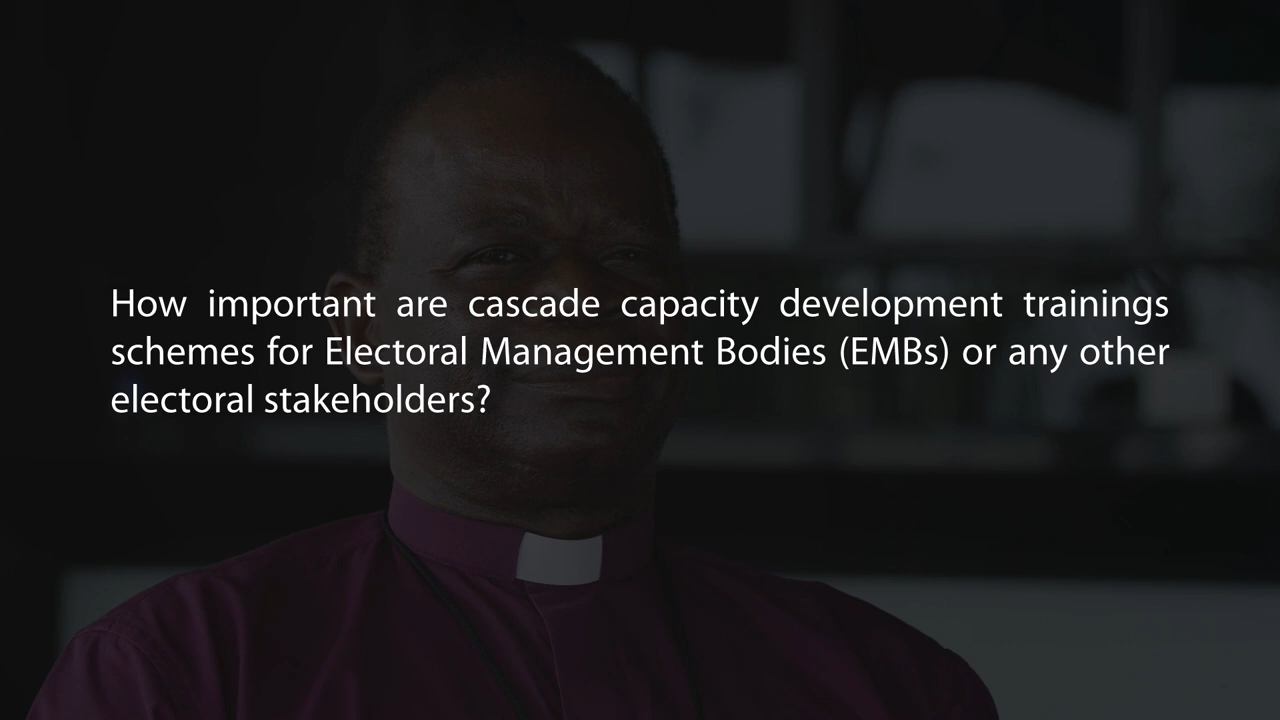 How important are cascade capacity development trainings
schemes for Electoral Management Bodies (EMBs) or any other
electoral stakeholders?